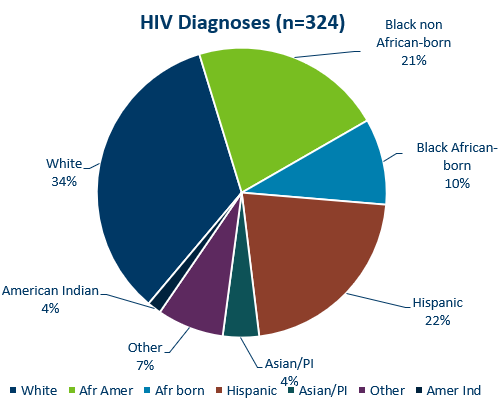 HIV Diagnoses (n=324)
Black non
African-born
21%
Black African-
born
10%
White
34%
American Indian
4%
Hispanic
22%
Other
7%
Asian/PI
4%
White Afr Amer Afr born Hispanic Asian/PI Other Amer Ind